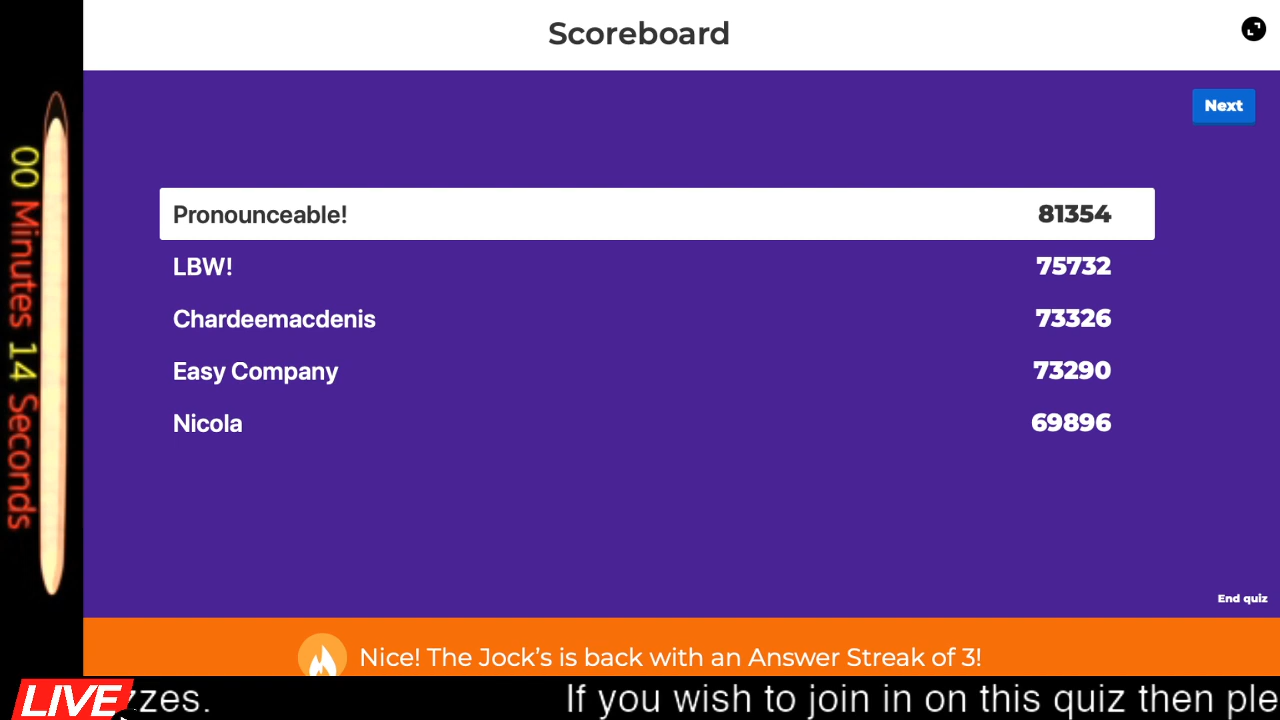 Scoreboard
Next
Pronounceable! 81354
LBW! 75732
Chardeemacdenis 73326
Easy Company 73290
Nicola 69896
End quiz
Nice! The Jock’s is back with an Answer Streak of 3!
00 Minutes 14 Seconds
LIVE
zzes. If you wish to join in on this quiz then ple